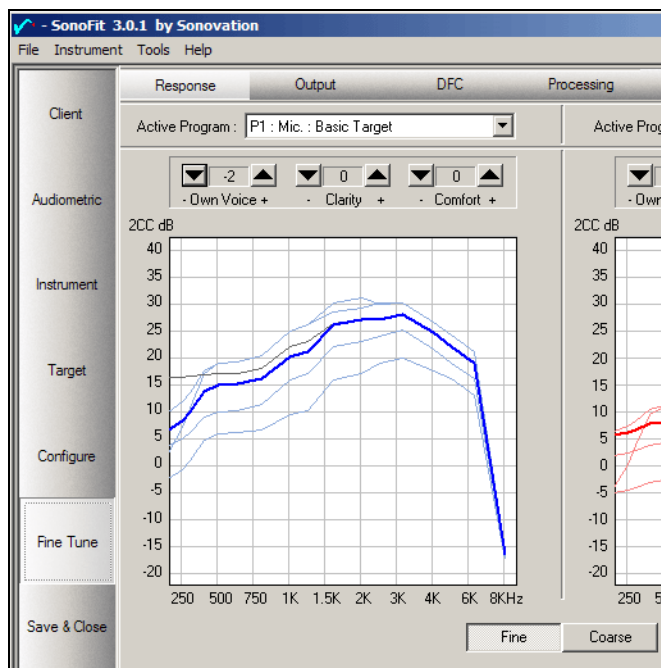 - SonoFit 3.0.1 by Sonovation
File Instrument Tools Help
Client
Audiometric
Instrument
Target
Configure
Fine Tune
Save & Close
Response Output DFC Processing
Active Program : P1 : Mic. : Basic Target
-2 0 0
- Own Voice + - Clarity + - Comfort +
2CC dB
40
35
30
25
20
15
10
5
0
-5
-10
-15
-20
250 500 750 1K 1.5K 2K 3K 4K 6K 8KHz
Fine Coarse
Active Prog
- Own
2CC dB
40
35
30
25
20
15
10
5
0
-5
-10
-15
-20
250